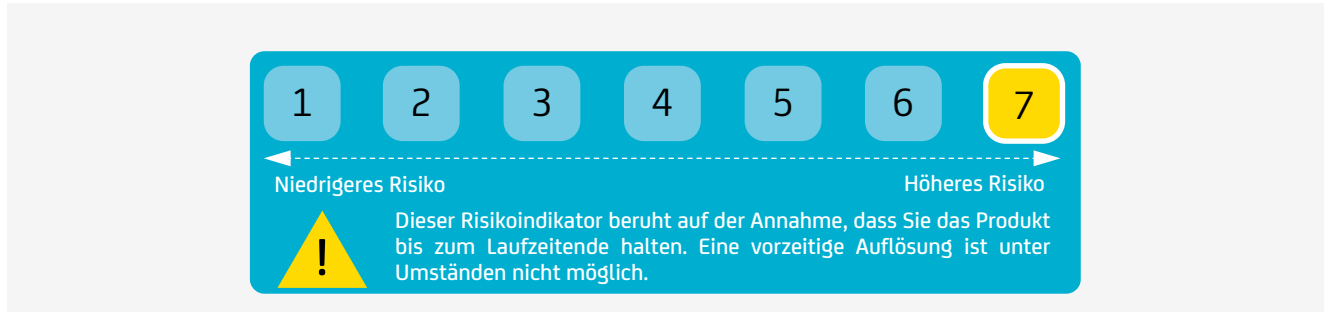 1 2 3 4 5 6 7
Niedrigeres Risiko Höheres Risiko
Dieser Risikoindikator beruht auf der Annahme, dass Sie das Produkt
bis zum Laufzeitende halten. Eine vorzeitige Auflösung ist unter
! Umständen nicht möglich.